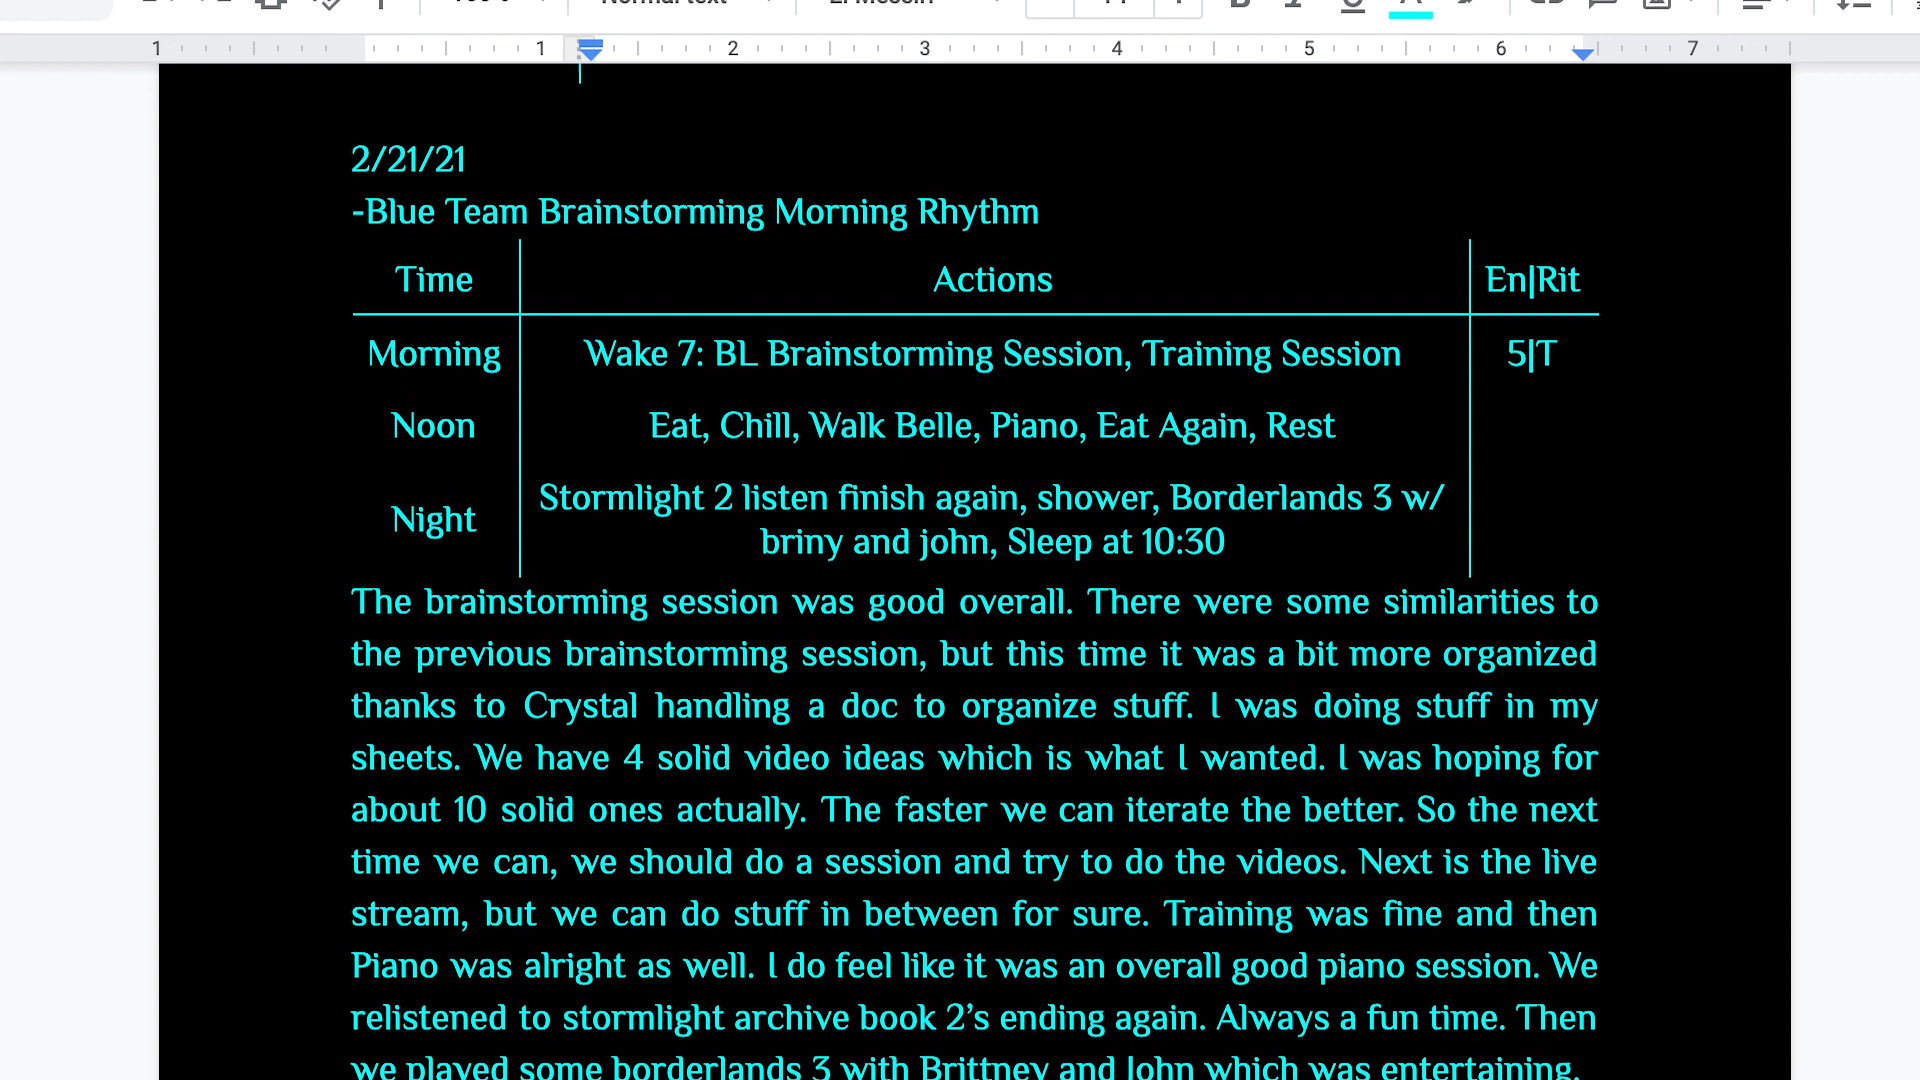 1 1 2 3 4 5 6 7
2/21/21
-Blue Team Brainstorming Morning Rhythm
Time Actions En|Rit
Morning Wake 7: BL Brainstorming Session, Training Session 5|T
Noon Eat, Chill, Walk Belle, Piano, Eat Again, Rest
Night Stormlight 2 listen finish again, shower, Borderlands 3 w/
briny and john, Sleep at 10:30
The brainstorming session was good overall. There were some similarities to
the previous brainstorming session, but this time it was a bit more organized
thanks to Crystal handling a doc to organize stuff. I was doing stuff in my
sheets. We have 4 solid video ideas which is what I wanted. I was hoping for
about 10 solid ones actually. The faster we can iterate the better. So the next
time we can, we should do a session and try to do the videos. Next is the live
stream, but we can do stuff in between for sure. Training was fine and then
Piano was alright as well. I do feel like it was an overall good piano session. We
relistened to stormlight archive book 2’s ending again. Always a fun time. Then
we played some borderlands 3 with Brittney and John which was entertaining.